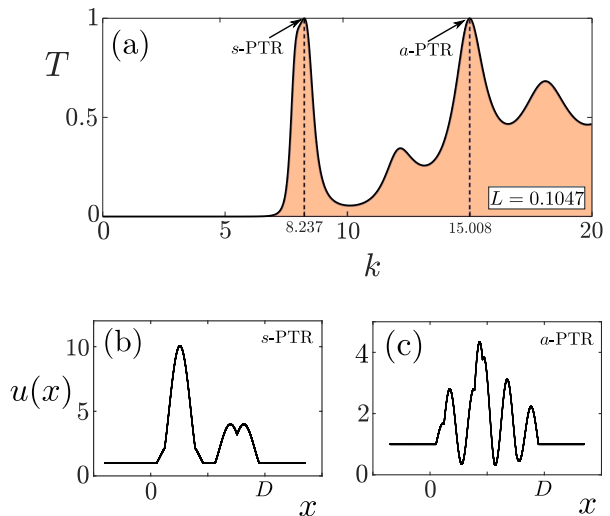 (a)
T
1
0.5
0
s-PTR
a-PTR
L = 0.1047
0 5 8.237 10 15.008 20
k
(b)
s-PTR
u(x)
10
5
0
0 D
x
(c)
a-PTR
4
2
0
0 D
x